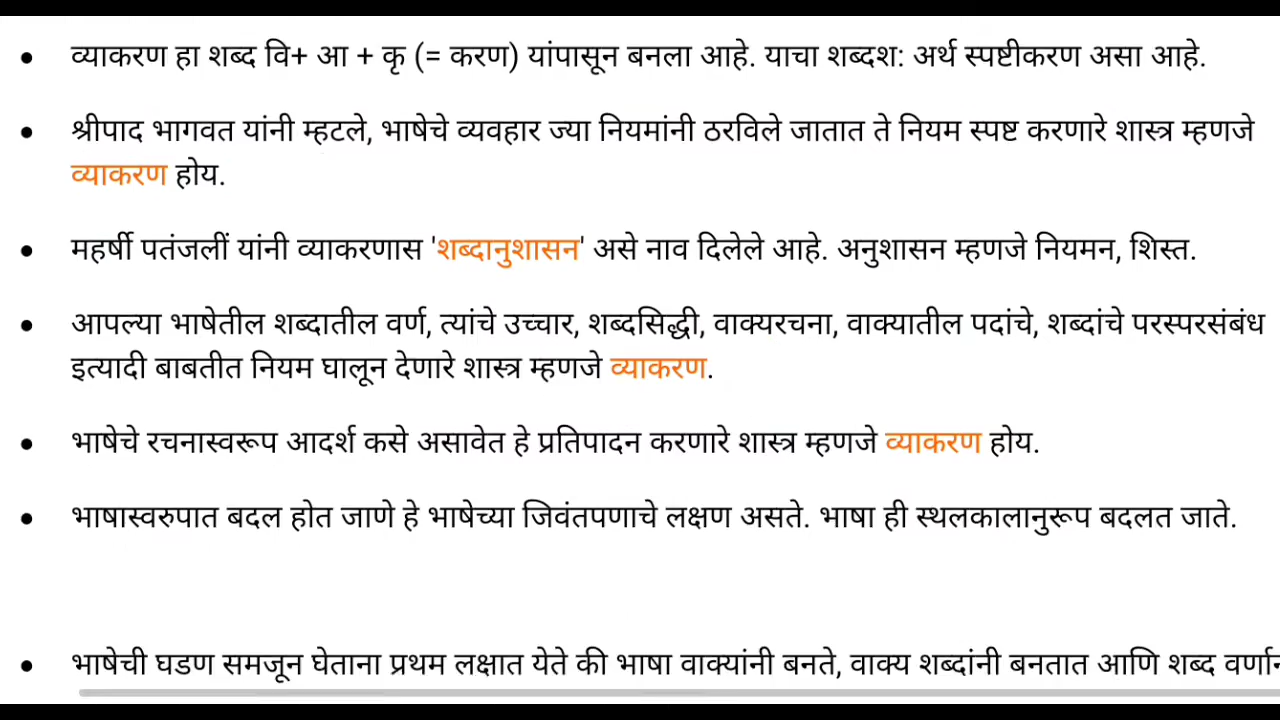 • व्याकरण हा शब्द वि+ आ + कृ (= करण) यांपासून बनला आहे. याचा शब्दश: अर्थ स्पष्टीकरण असा आहे.
• श्रीपाद भागवत यांनी म्हटले, भाषेचे व्यवहार ज्या नियमांनी ठरविले जातात ते नियम स्पष्ट करणारे शास्त्र म्हणजे
व्याकरण होय.
• महर्षी पतंजलीं यांनी व्याकरणास 'शब्दानुशासन' असे नाव दिलेले आहे. अनुशासन म्हणजे नियमन, शिस्त.
• आपल्या भाषेतील शब्दातील वर्ण, त्यांचे उच्चार, शब्दसिद्धी, वाक्यरचना, वाक्यातील पदांचे, शब्दांचे परस्परसंबंध
इत्यादी बाबतीत नियम घालून देणारे शास्त्र म्हणजे व्याकरण.
• भाषेचे रचनास्वरूप आदर्श कसे असावेत हे प्रतिपादन करणारे शास्त्र म्हणजे व्याकरण होय.
• भाषास्वरुपात बदल होत जाणे हे भाषेच्या जिवंतपणाचे लक्षण असते. भाषा ही स्थलकालानुरूप बदलत जाते.
• भाषेची घडण समजून घेताना प्रथम लक्षात येते की भाषा वाक्यांनी बनते, वाक्य शब्दांनी बनतात आणि शब्द